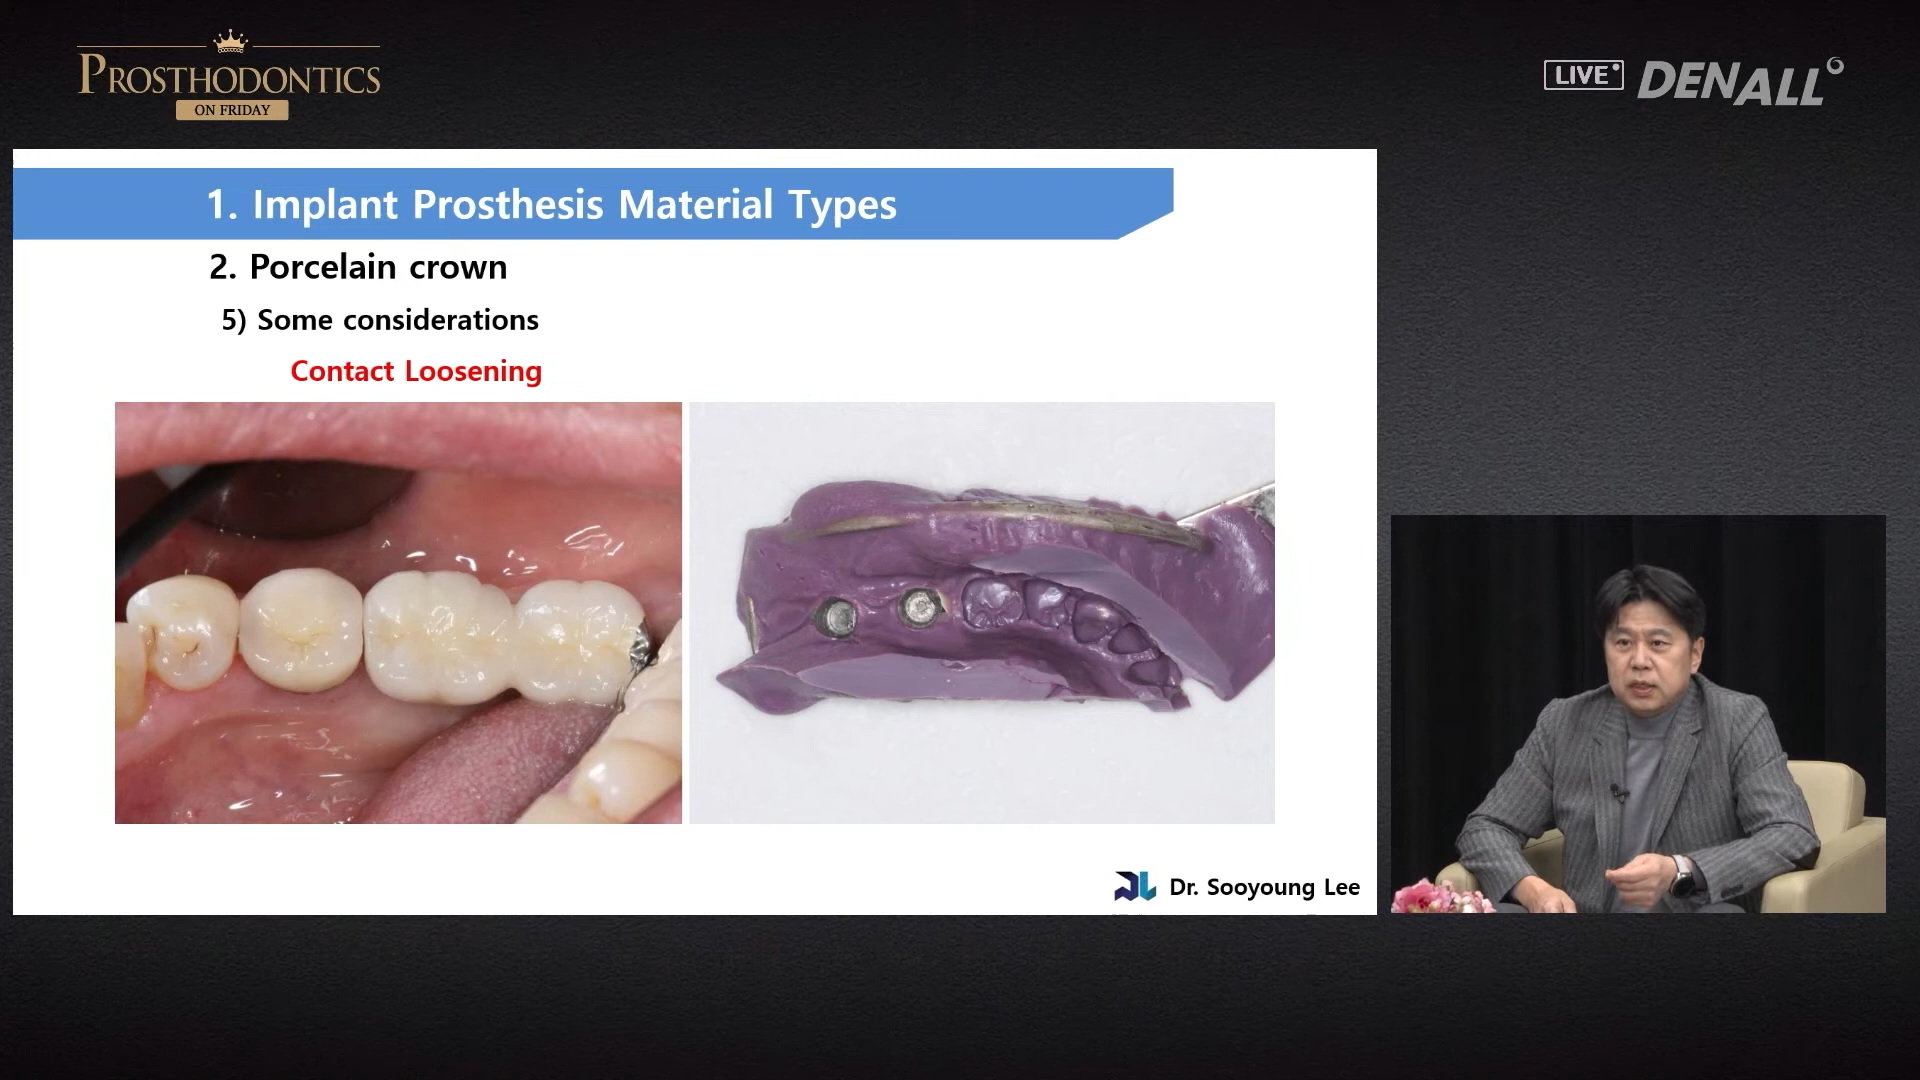 PROSTHODONTICS
ON FRIDAY
LIVE
DENALL
1. Implant Prosthesis Material Types
2. Porcelain crown
5) Some considerations
Contact Loosening
Dr. Sooyoung Lee